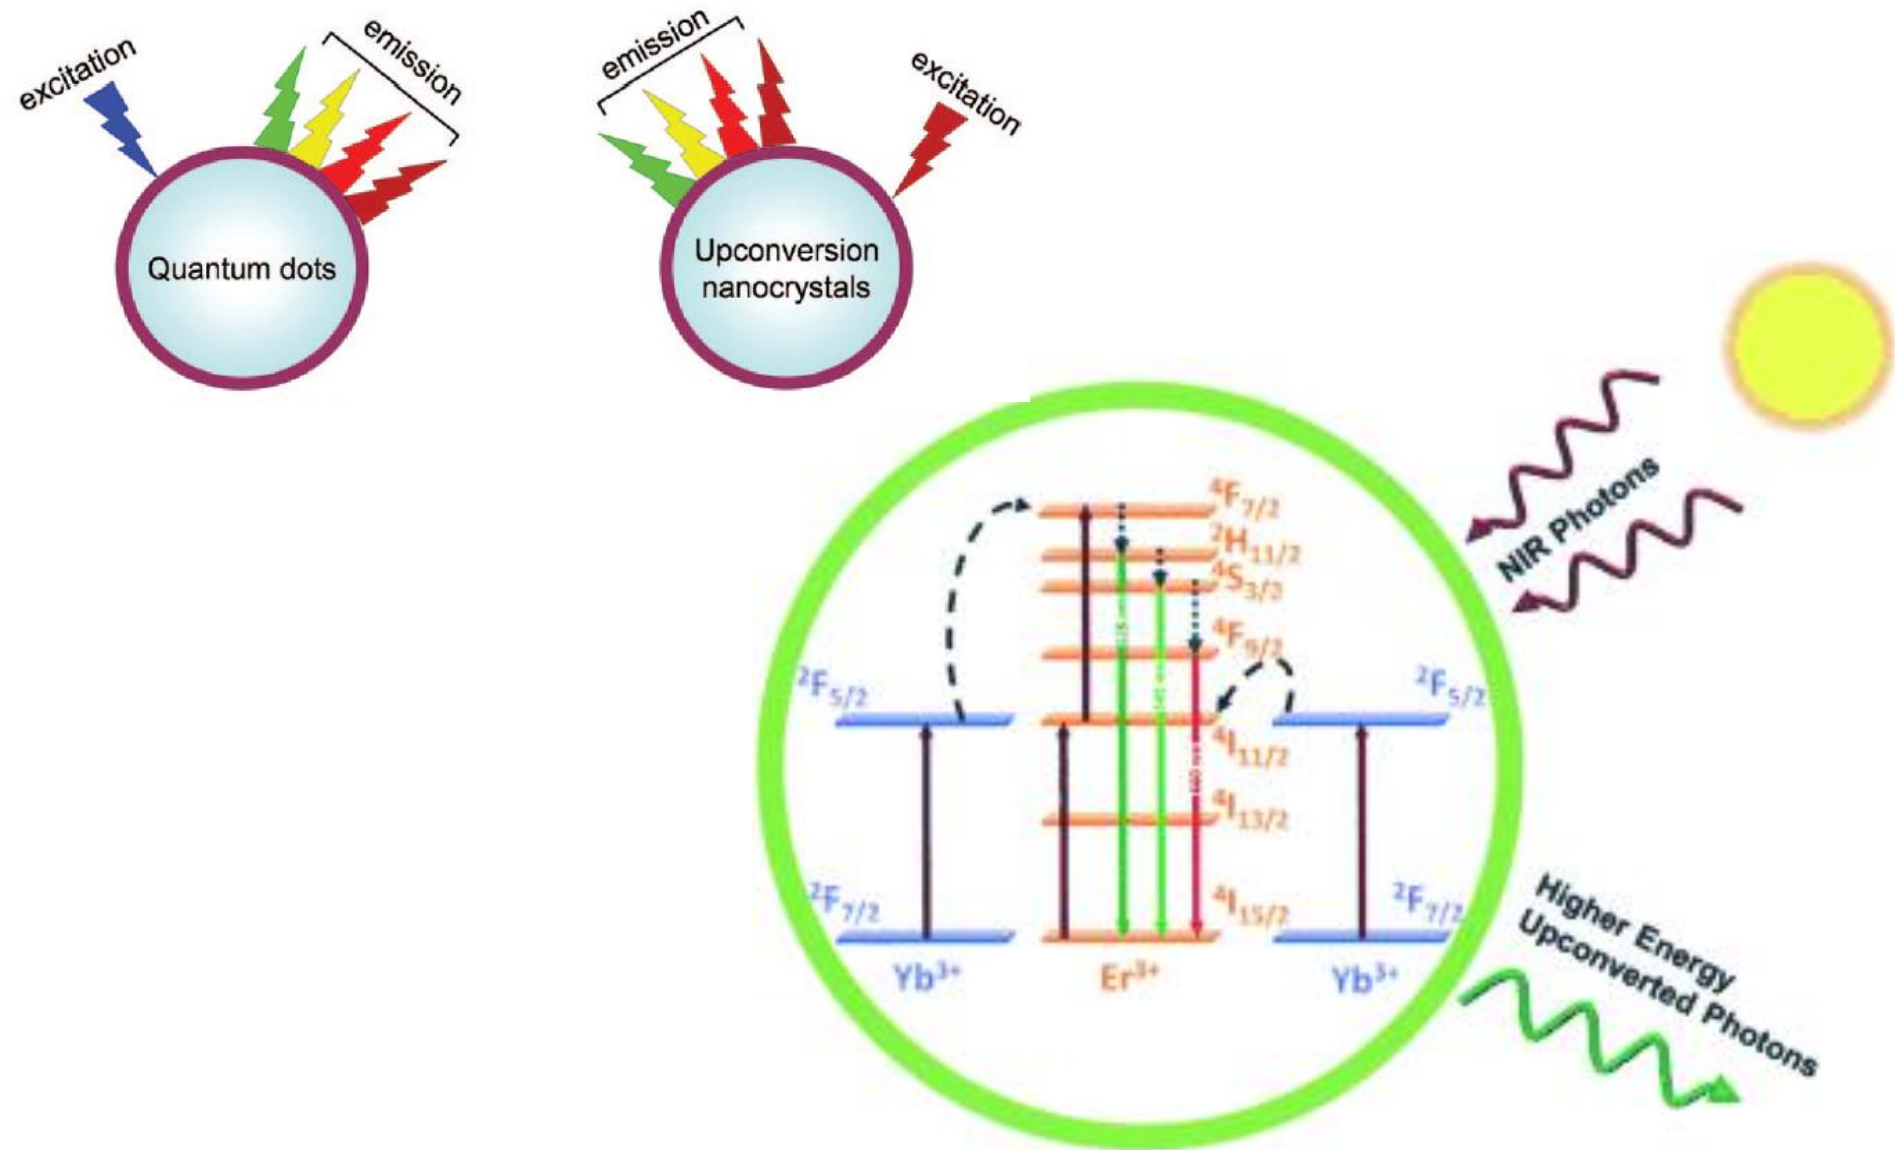 excitation
emission
Quantum dots
emission
excitation
Upconversion
nanocrystals
NIR Photons
⁴F₇/₂
²H₁₁/₂
⁴S₃/₂
⁴F₉/₂
²F₅/₂
²F₅/₂
⁴I₁₁/₂
⁴I₁₃/₂
²F₇/₂
⁴I₁₅/₂
²F₇/₂
Yb³⁺
Er³⁺
Yb³⁺
Higher Energy
Upconverted Photons